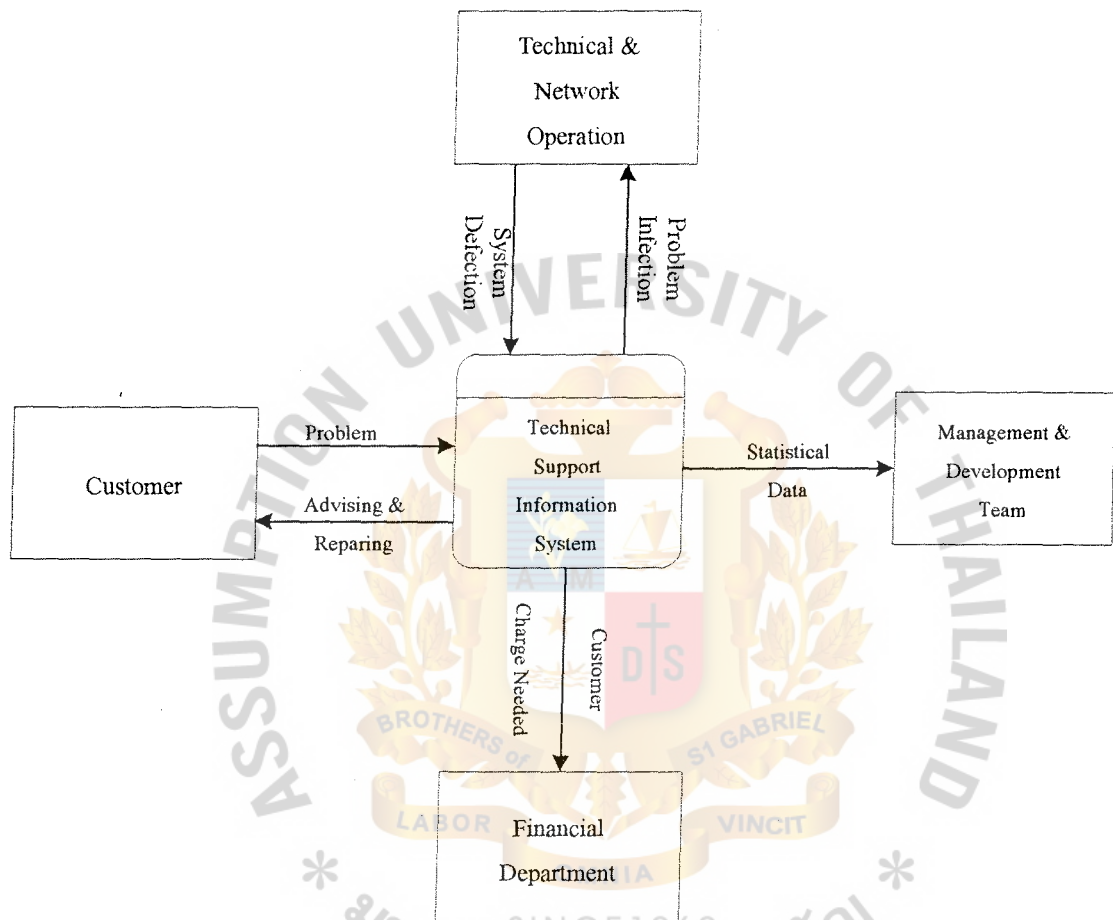 Technical &
Network
Operation
System
Defection
Problem
Infection
Customer
Problem
Advising &
Reparing
Technical
Support
Information
System
Statistical
Data
Management &
Development
Team
Customer
Charge Needed
Financial
Department
ASSUMPTION UNIVERSITY OF THAILAND
A M
D S
BROTHERS of
S1 GABRIEL
LABOR
VINCIT